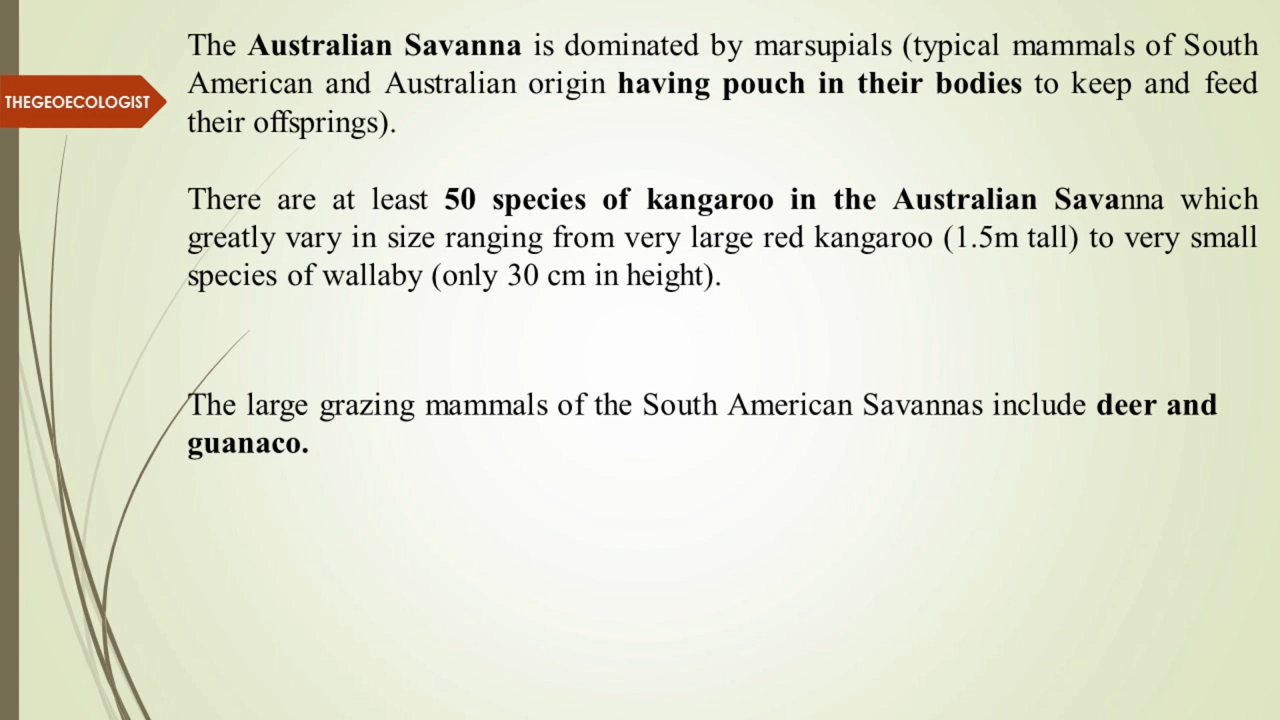 The Australian Savanna is dominated by marsupials (typical mammals of South
American and Australian origin having pouch in their bodies to keep and feed
their offsprings).
THEGEOECOLOGIST
There are at least 50 species of kangaroo in the Australian Savanna which
greatly vary in size ranging from very large red kangaroo (1.5m tall) to very small
species of wallaby (only 30 cm in height).
The large grazing mammals of the South American Savannas include deer and
guanaco.